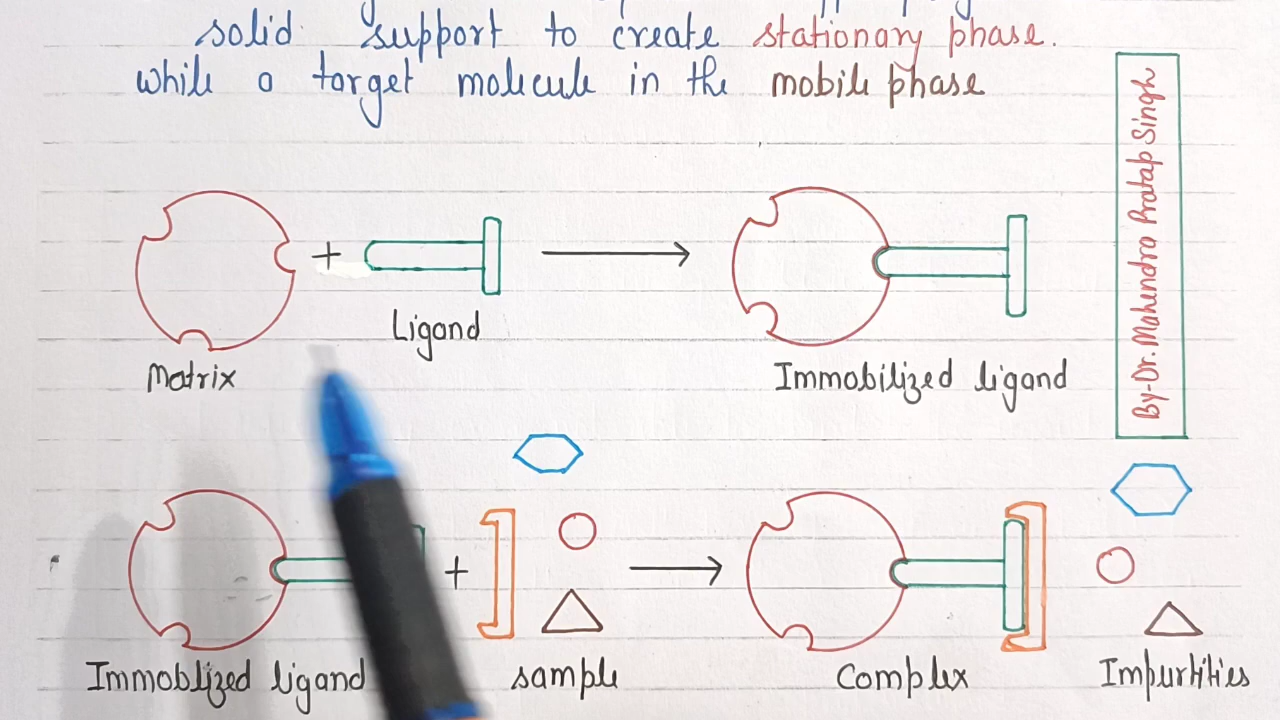 solid support to create stationary phase.
while a target molecule in the mobile phase
By-Dr. Mahendra Pratap Singh
+
Ligand
Matrix
Immobilized ligand
+
Immoblized ligand
sample
Complex
Impurtities